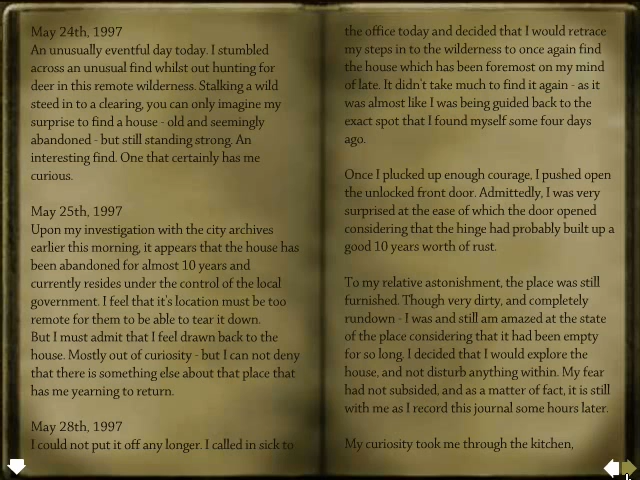 May 24th, 1997
An unusually eventful day today. I stumbled
across an unusual find whilst out hunting for
deer in this remote wilderness. Stalking a wild
steed in to a clearing, you can only imagine my
surprise to find a house - old and seemingly
abandoned - but still standing strong. An
interesting find. One that certainly has me
curious.
May 25th, 1997
Upon my investigation with the city archives
earlier this morning, it appears that the house has
been abandoned for almost 10 years and
currently resides under the control of the local
government. I feel that it's location must be too
remote for them to be able to tear it down.
But I must admit that I feel drawn back to the
house. Mostly out of curiosity - but I can not deny
that there is something else about that place that
has me yearning to return.
May 28th, 1997
I could not put it off any longer. I called in sick to
the office today and decided that I would retrace
my steps in to the wilderness to once again find
the house which has been foremost on my mind
of late. It didn't take much to find it again - as it
was almost like I was being guided back to the
exact spot that I found myself some four days
ago.
Once I plucked up enough courage, I pushed open
the unlocked front door. Admittedly, I was very
surprised at the ease of which the door opened
considering that the hinge had probably built up a
good 10 years worth of rust.
To my relative astonishment, the place was still
furnished. Though very dirty, and completely
rundown - I was and still am amazed at the state
of the place considering that it had been empty
for so long. I decided that I would explore the
house, and not disturb anything within. My fear
had not subsided, and as a matter of fact, it is still
with me as I record this journal some hours later.
My curiosity took me through the kitchen,